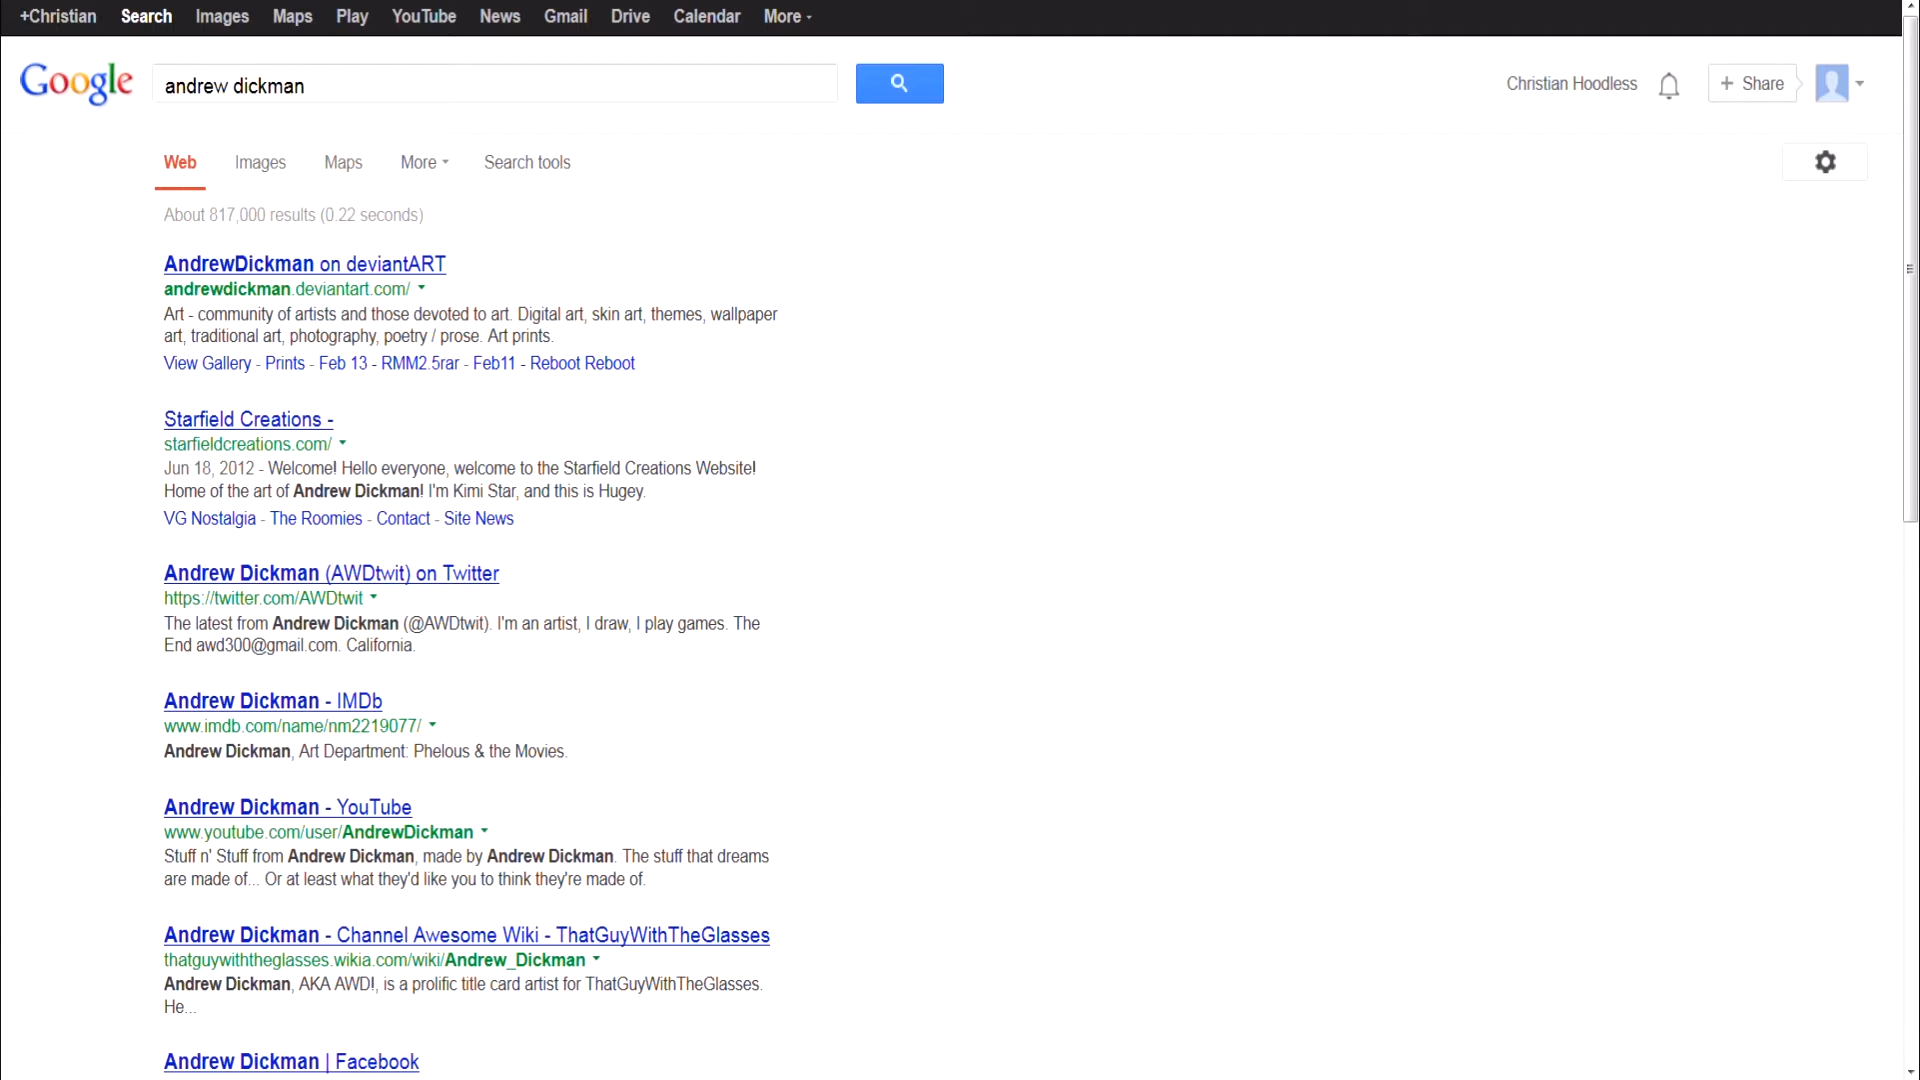 +Christian Search Images Maps Play YouTube News Gmail Drive Calendar More
Google andrew dickman Christian Hoodless + Share
Web Images Maps More Search tools
About 817,000 results (0.22 seconds)
AndrewDickman on deviantART
andrewdickman.deviantart.com/
Art - community of artists and those devoted to art. Digital art, skin art, themes, wallpaper
art, traditional art, photography, poetry / prose. Art prints.
View Gallery - Prints - Feb 13 - RMM2.5rar - Feb11 - Reboot Reboot
Starfield Creations -
starfieldcreations.com/
Jun 18, 2012 - Welcome! Hello everyone, welcome to the Starfield Creations Website!
Home of the art of Andrew Dickman! I'm Kimi Star, and this is Hugey.
VG Nostalgia - The Roomies - Contact - Site News
Andrew Dickman (AWDtwit) on Twitter
https://twitter.com/AWDtwit
The latest from Andrew Dickman (@AWDtwit). I'm an artist, I draw, I play games. The
End awd300@gmail.com. California.
Andrew Dickman - IMDb
www.imdb.com/name/nm2219077/
Andrew Dickman, Art Department: Phelous & the Movies.
Andrew Dickman - YouTube
www.youtube.com/user/AndrewDickman
Stuff n' Stuff from Andrew Dickman, made by Andrew Dickman. The stuff that dreams
are made of... Or at least what they'd like you to think they're made of.
Andrew Dickman - Channel Awesome Wiki - ThatGuyWithTheGlasses
thatguywiththeglasses.wikia.com/wiki/Andrew_Dickman
Andrew Dickman, AKA AWD!, is a prolific title card artist for ThatGuyWithTheGlasses.
He...
Andrew Dickman | Facebook